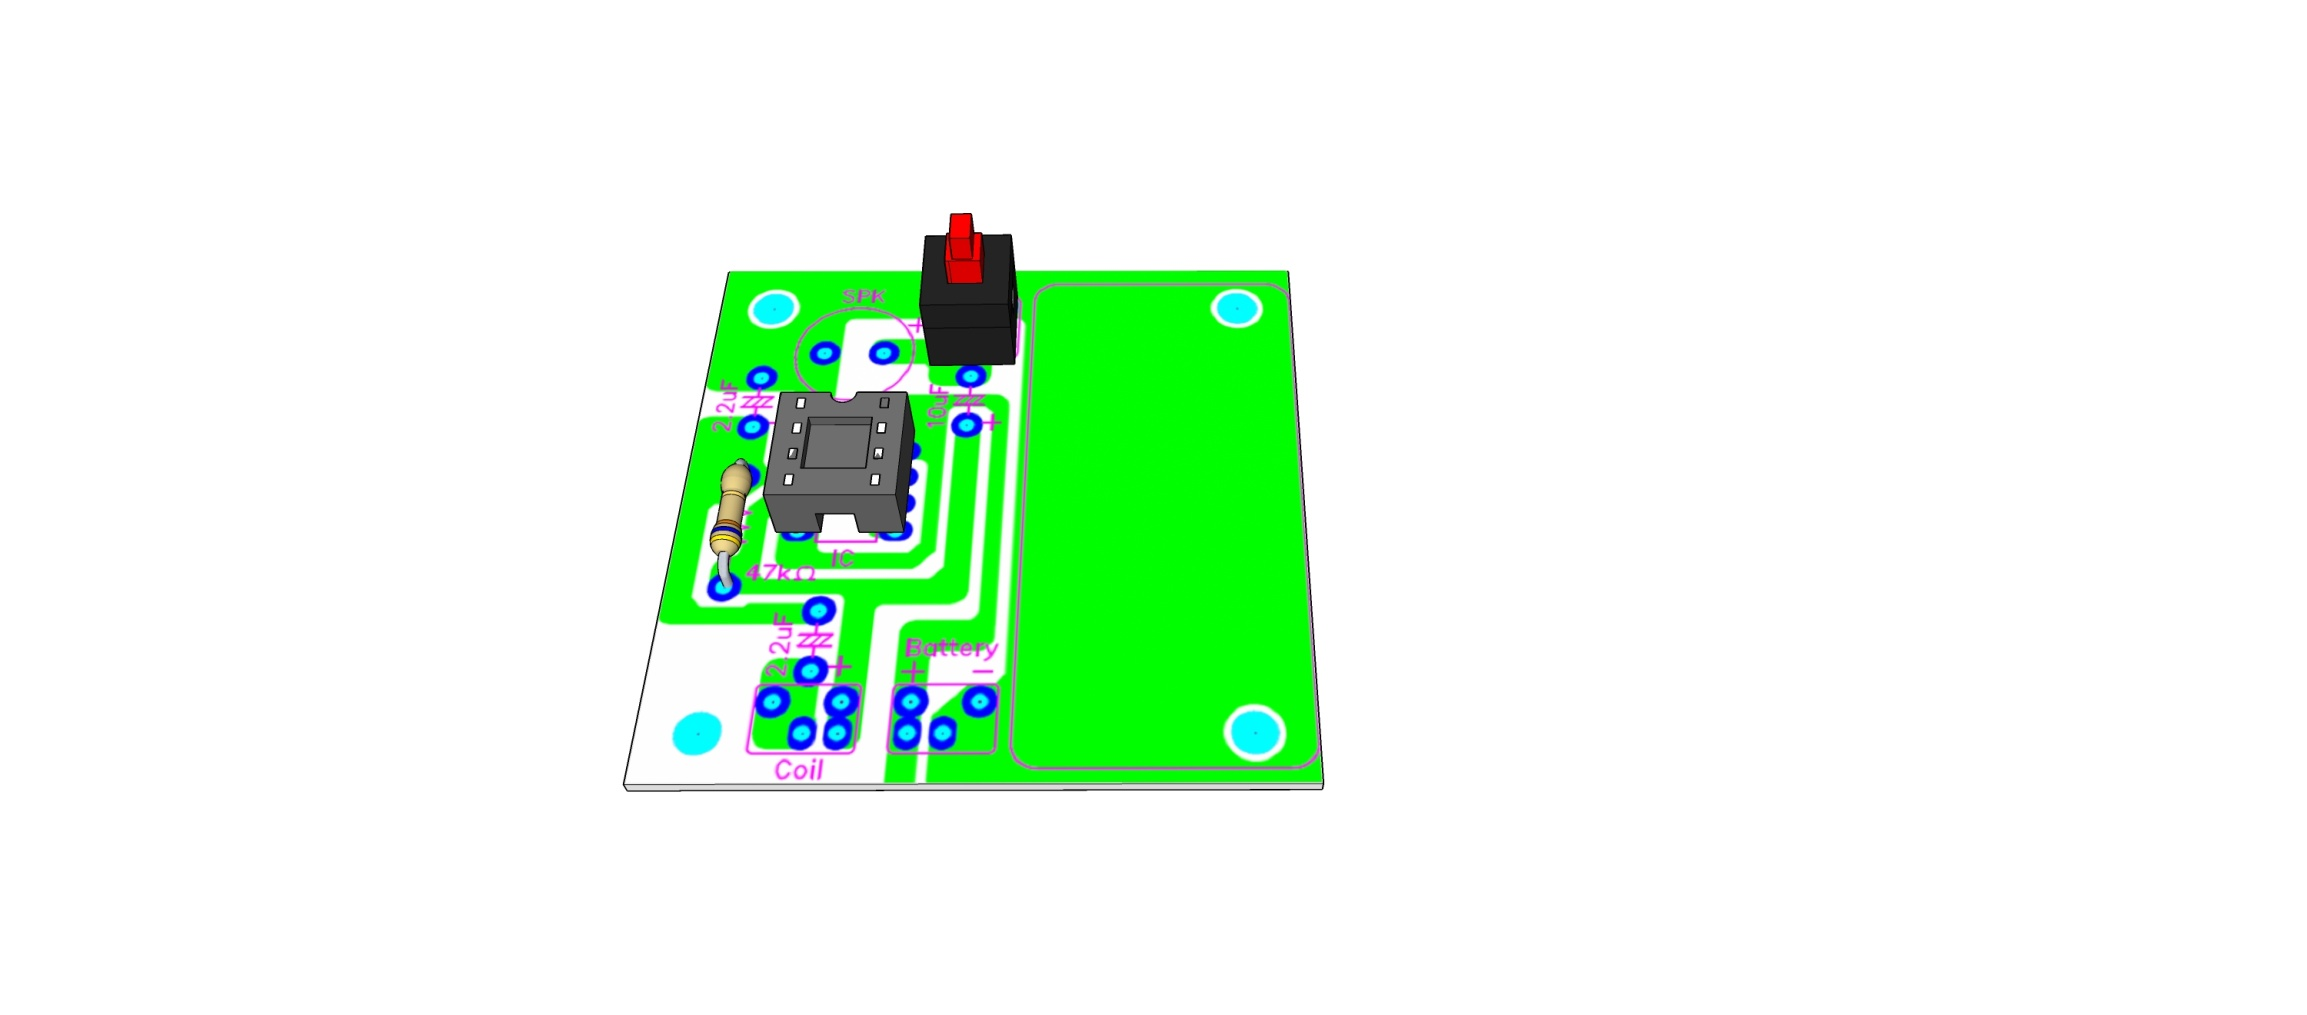 SPK
+
2.2uF
10uF
+
IC
47kΩ
2.2uF
+
Battery
+ −
Coil